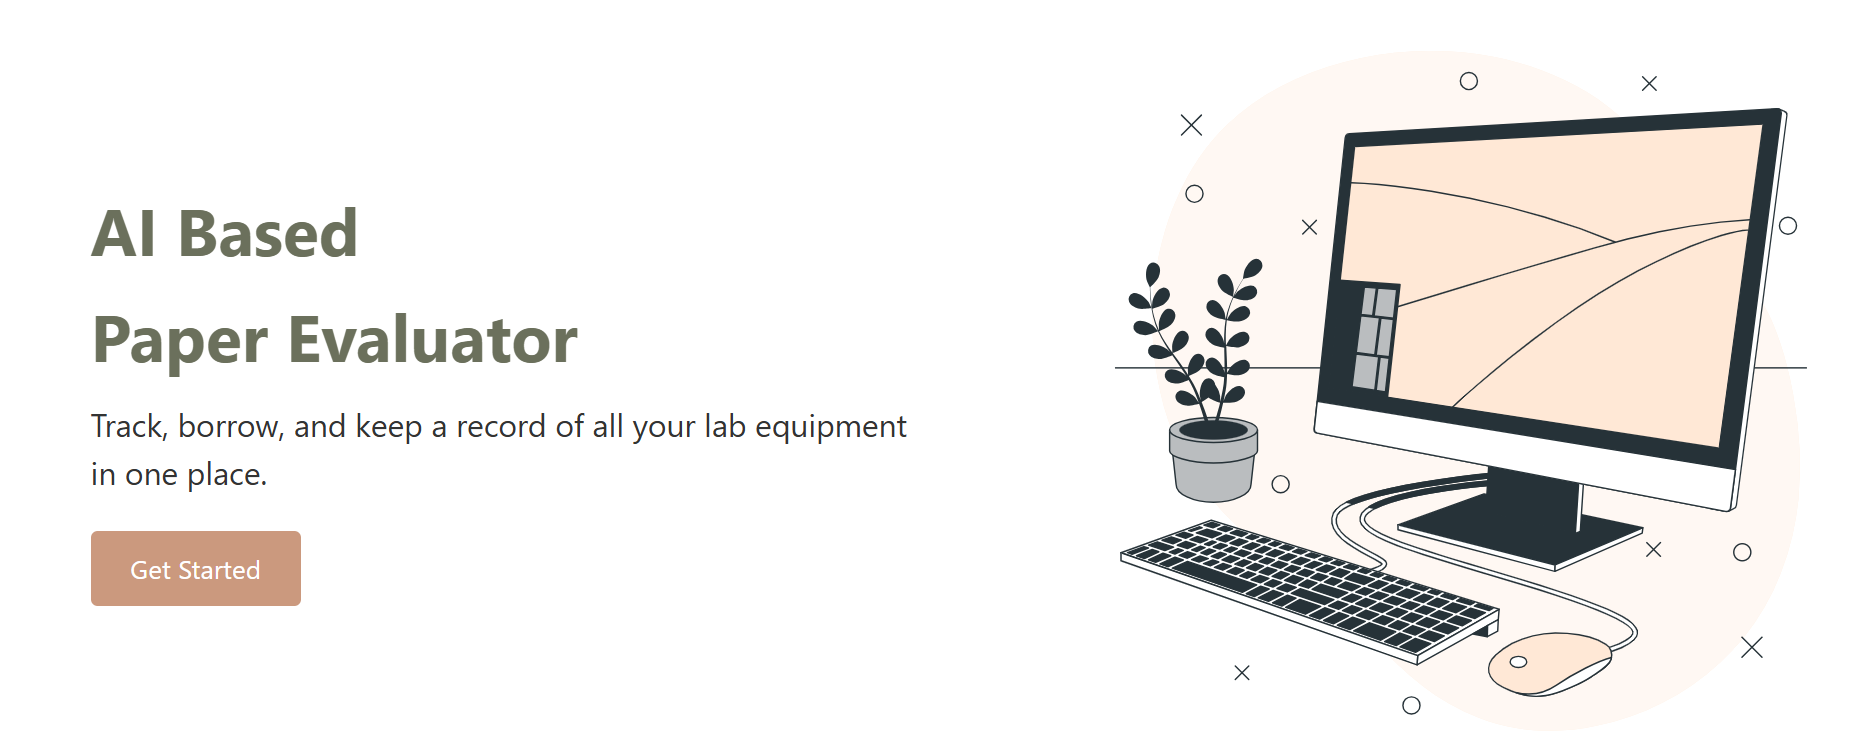 AI Based
Paper Evaluator
Track, borrow, and keep a record of all your lab equipment
in one place.
Get Started